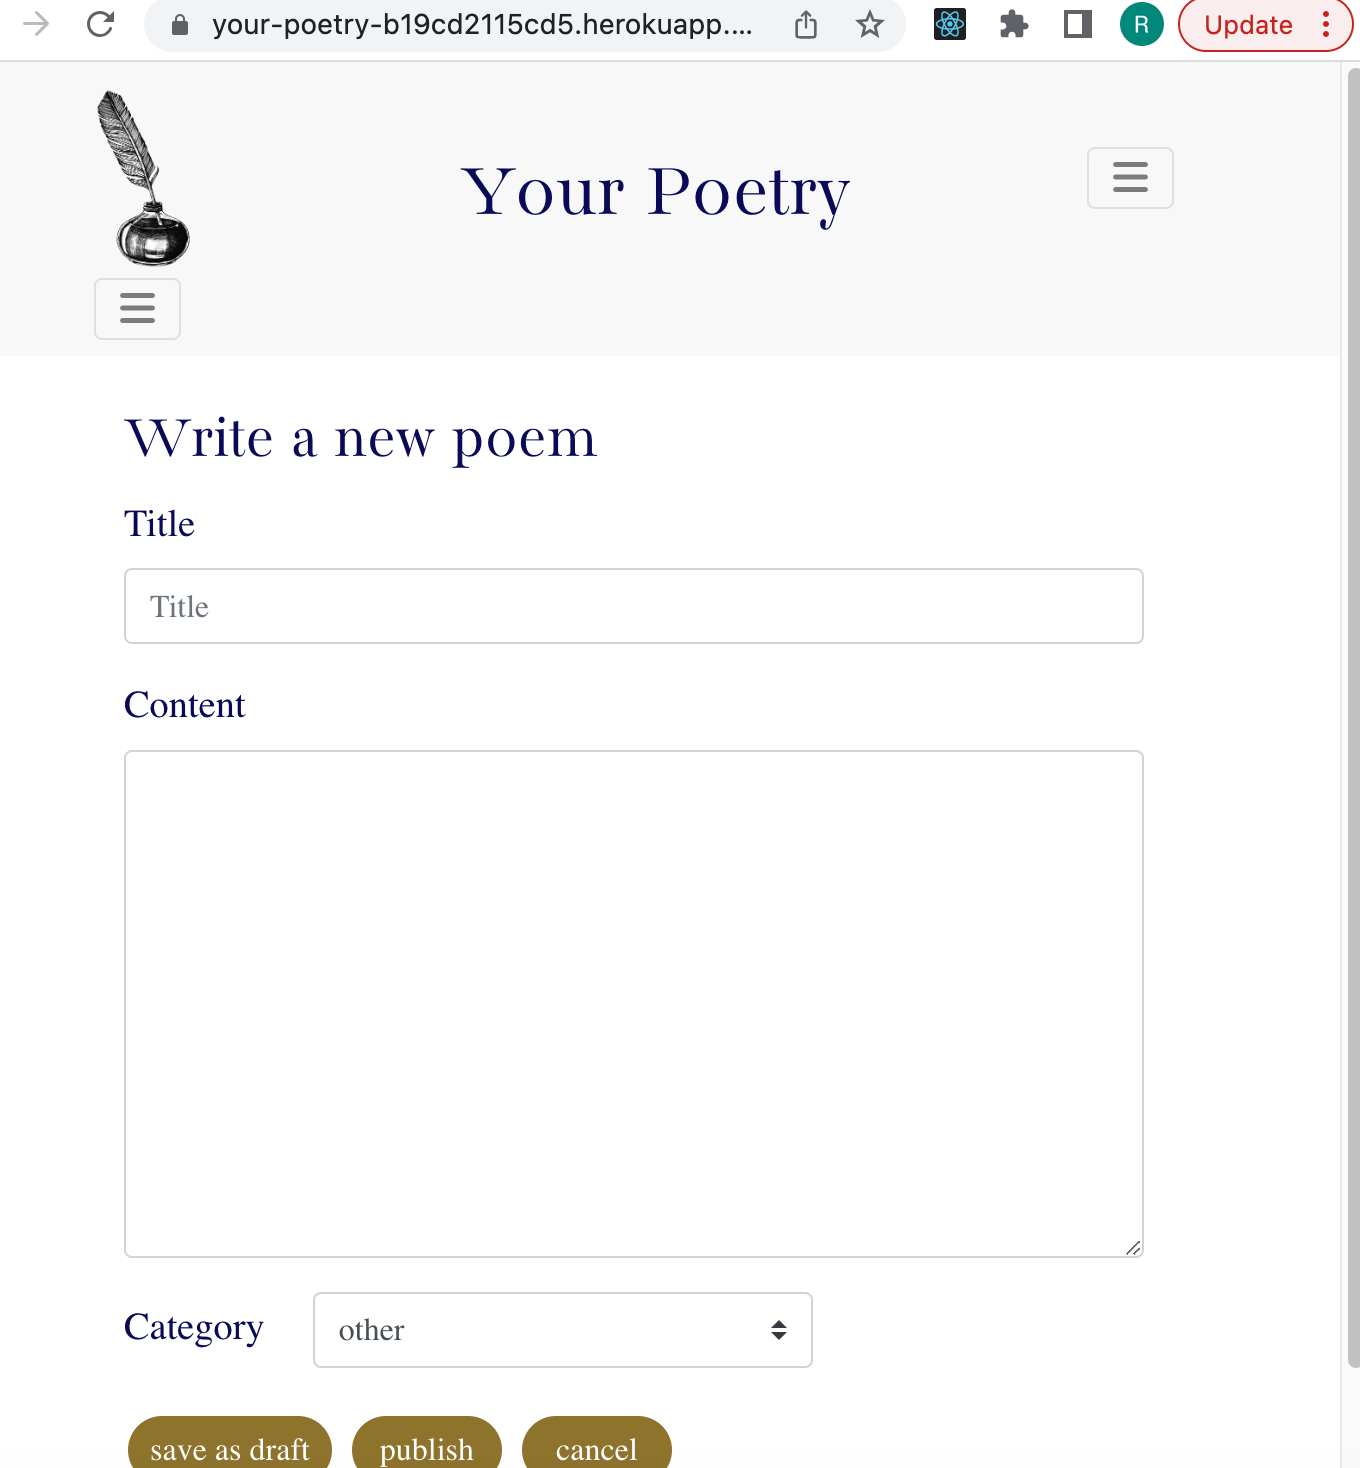 your-poetry-b19cd2115cd5.herokuapp....
R
Update
Your Poetry
Write a new poem
Title
Title
Content
Category
other
save as draft publish cancel